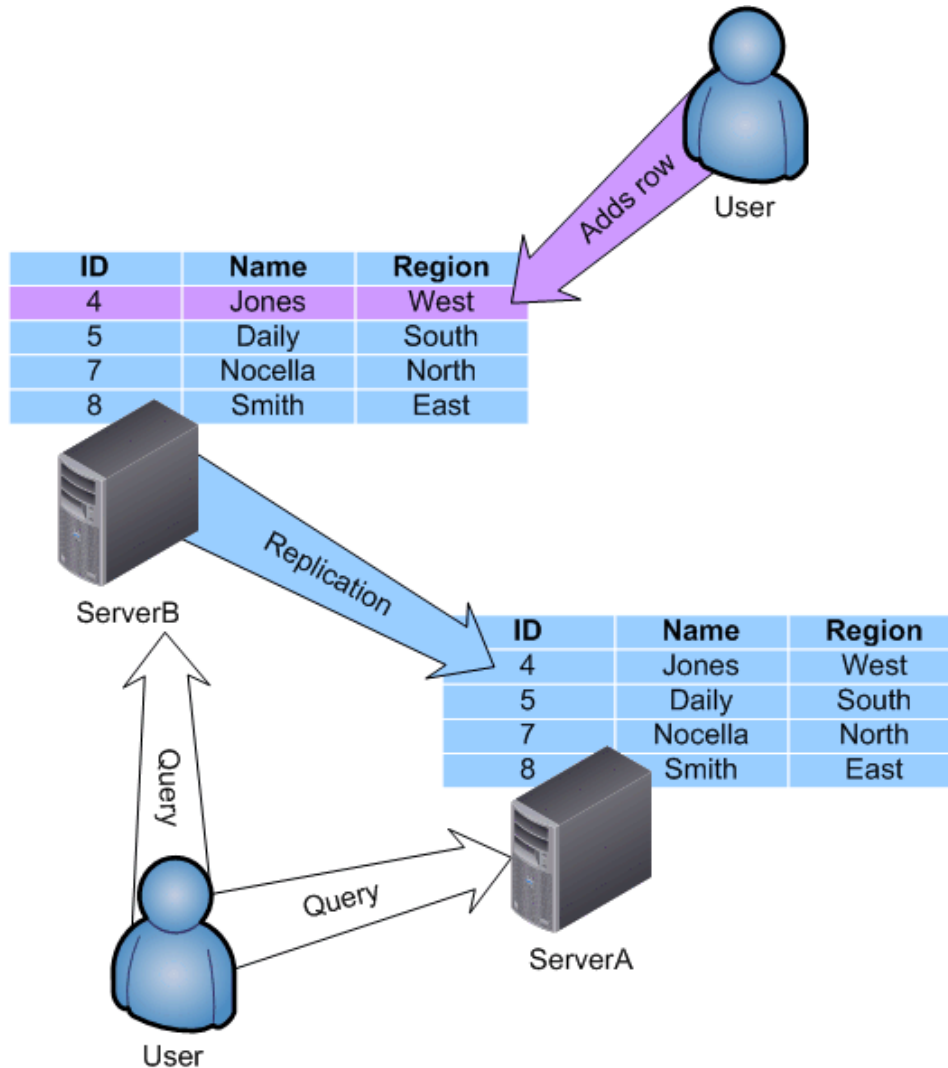 Adds row
User
ID Name Region
4 Jones West
5 Daily South
7 Nocella North
8 Smith East
Replication
ServerB
ID Name Region
4 Jones West
5 Daily South
7 Nocella North
8 Smith East
Query
Query
ServerA
User